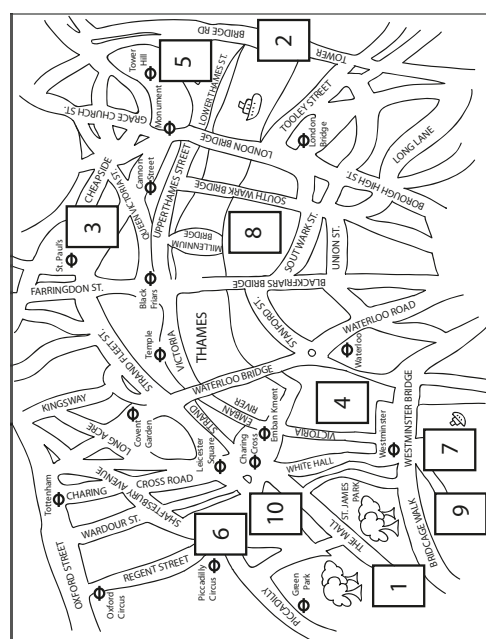 OXFORD STREET
Oxford
Circus
Tottenham
CHARING
CROSS ROAD
WARDOUR ST.
SHAFTESBURY AVENUE
REGENT STREET
Piccadilly
Circus
6
PICCADILLY
Green
Park
1
THE MALL
ST. JAMES
PARK
BRIDCAGE WALK
9
7
10
LONG ACRE
KINGSWAY
Covent
Garden
Leicester
Square
STRAND
Charing
Cross
Emban Kment
EMBAN
RIVER
WHITE HALL
VICTORIA
Westminster
WESTMINSTER BRIDGE
4
STRAND FLEET ST.
Temple
VICTORIA
THAMES
WATERLOO BRIDGE
Waterloo
WATERLOO ROAD
STANFORD ST.
FARRINGDON ST.
St. Paul's
3
CHEAPSIDE
Black
Friars
BLACKFRIARS BRIDGE
QUEEN VICTORIA ST.
UPPER THAMES STREET
MILLENNIUM
BRIDGE
8
SOUTWARK ST.
UNION ST.
Cannon
Street
SOUTH WARK BRIDGE
BOROUGH HIGH ST.
GRACE CHURCH ST.
Monument
LONDON BRIDGE
London
Bridge
LONG LANE
TOOLEY STREET
Tower
Hill
5
LOWER THAMES ST.
2
BRIDGE RD
TOWER